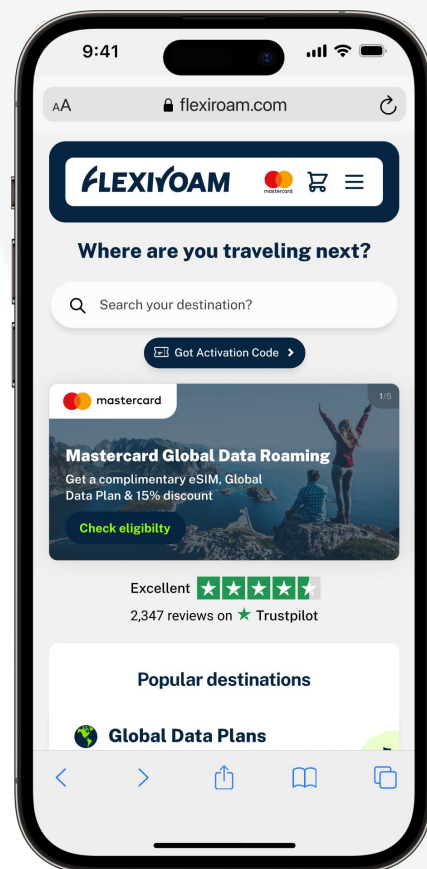 9:41
AA
flexiroam.com
FLEXIROAM
mastercard
Where are you traveling next?
Search your destination?
Got Activation Code
mastercard
1/5
Mastercard Global Data Roaming
Get a complimentary eSIM, Global
Data Plan & 15% discount
Check eligibilty
Excellent
2,347 reviews on Trustpilot
Popular destinations
Global Data Plans